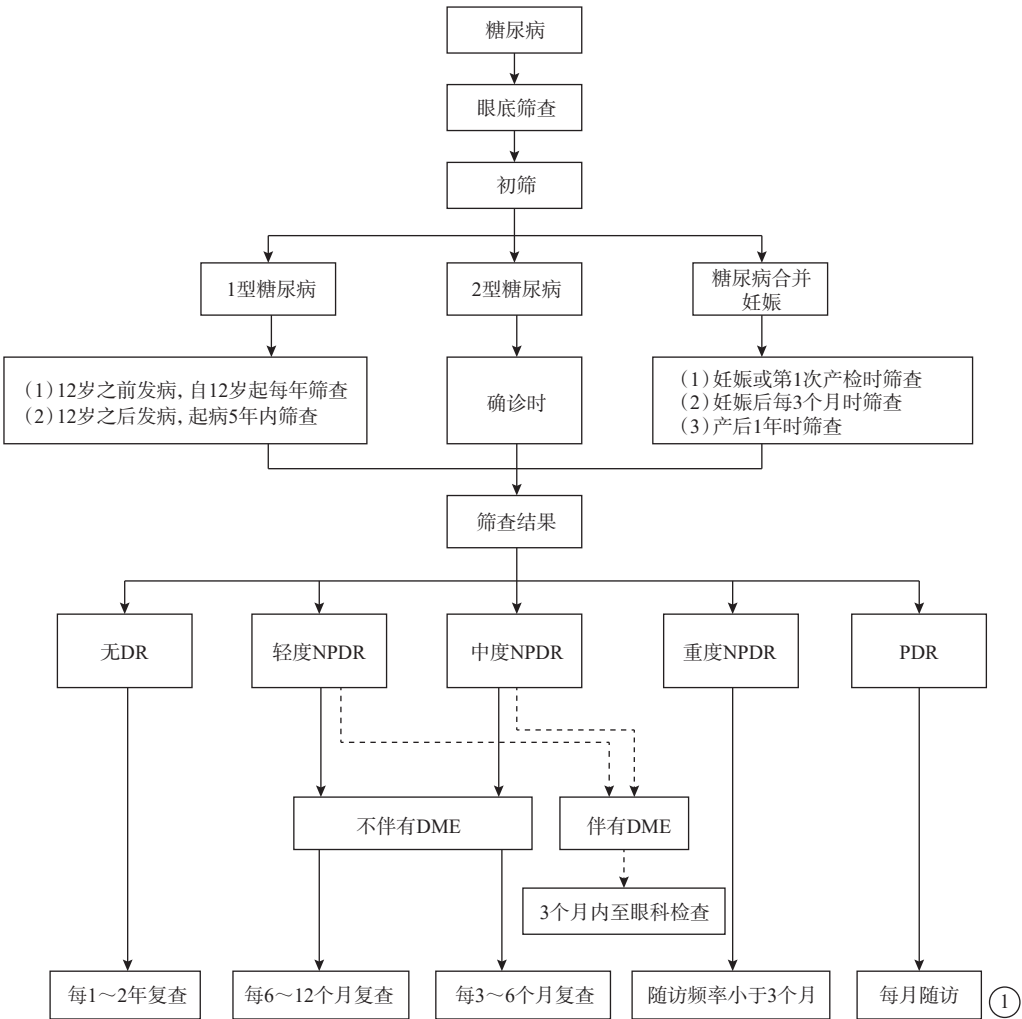 糖尿病
眼底筛查
初筛
1型糖尿病
2型糖尿病
糖尿病合并
妊娠
(1)12岁之前发病,自12岁起每年筛查
(2)12岁之后发病,起病5年内筛查
确诊时
(1)妊娠或第1次产检时筛查
(2)妊娠后每3个月时筛查
(3)产后1年时筛查
筛查结果
无DR
轻度NPDR
中度NPDR
重度NPDR
PDR
不伴有DME
伴有DME
3个月内至眼科检查
每1～2年复查
每6～12个月复查
每3～6个月复查
随访频率小于3个月
每月随访
①